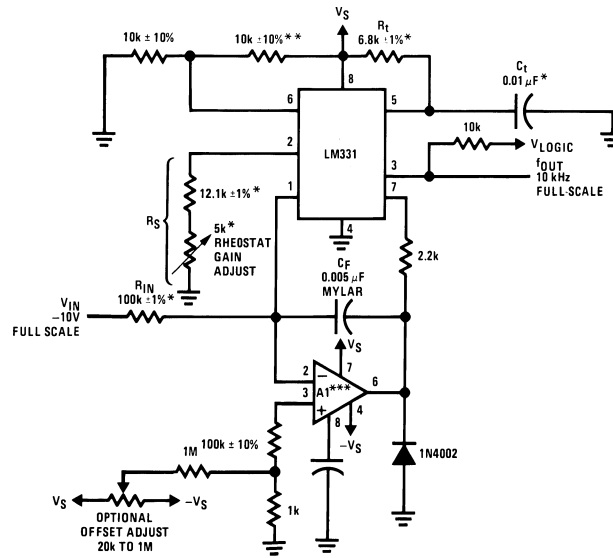 10k ±10%
10k ±10%**
VS
Rt
6.8k ±1%*
Ct
0.01 μF*
8
6
5
10k
VLOGIC
2
LM331
3
fOUT
10 kHz
FULL-SCALE
1
7
4
RS
12.1k ±1%*
5k*
RHEOSTAT
GAIN
ADJUST
2.2k
CF
0.005 μF
MYLAR
RIN
100k ±1%*
VIN
–10V
FULL SCALE
VS
2
7
6
3
A1***
4
8
–VS
100k ±10%
1M
1N4002
VS
–VS
1k
OPTIONAL
OFFSET ADJUST
20k TO 1M